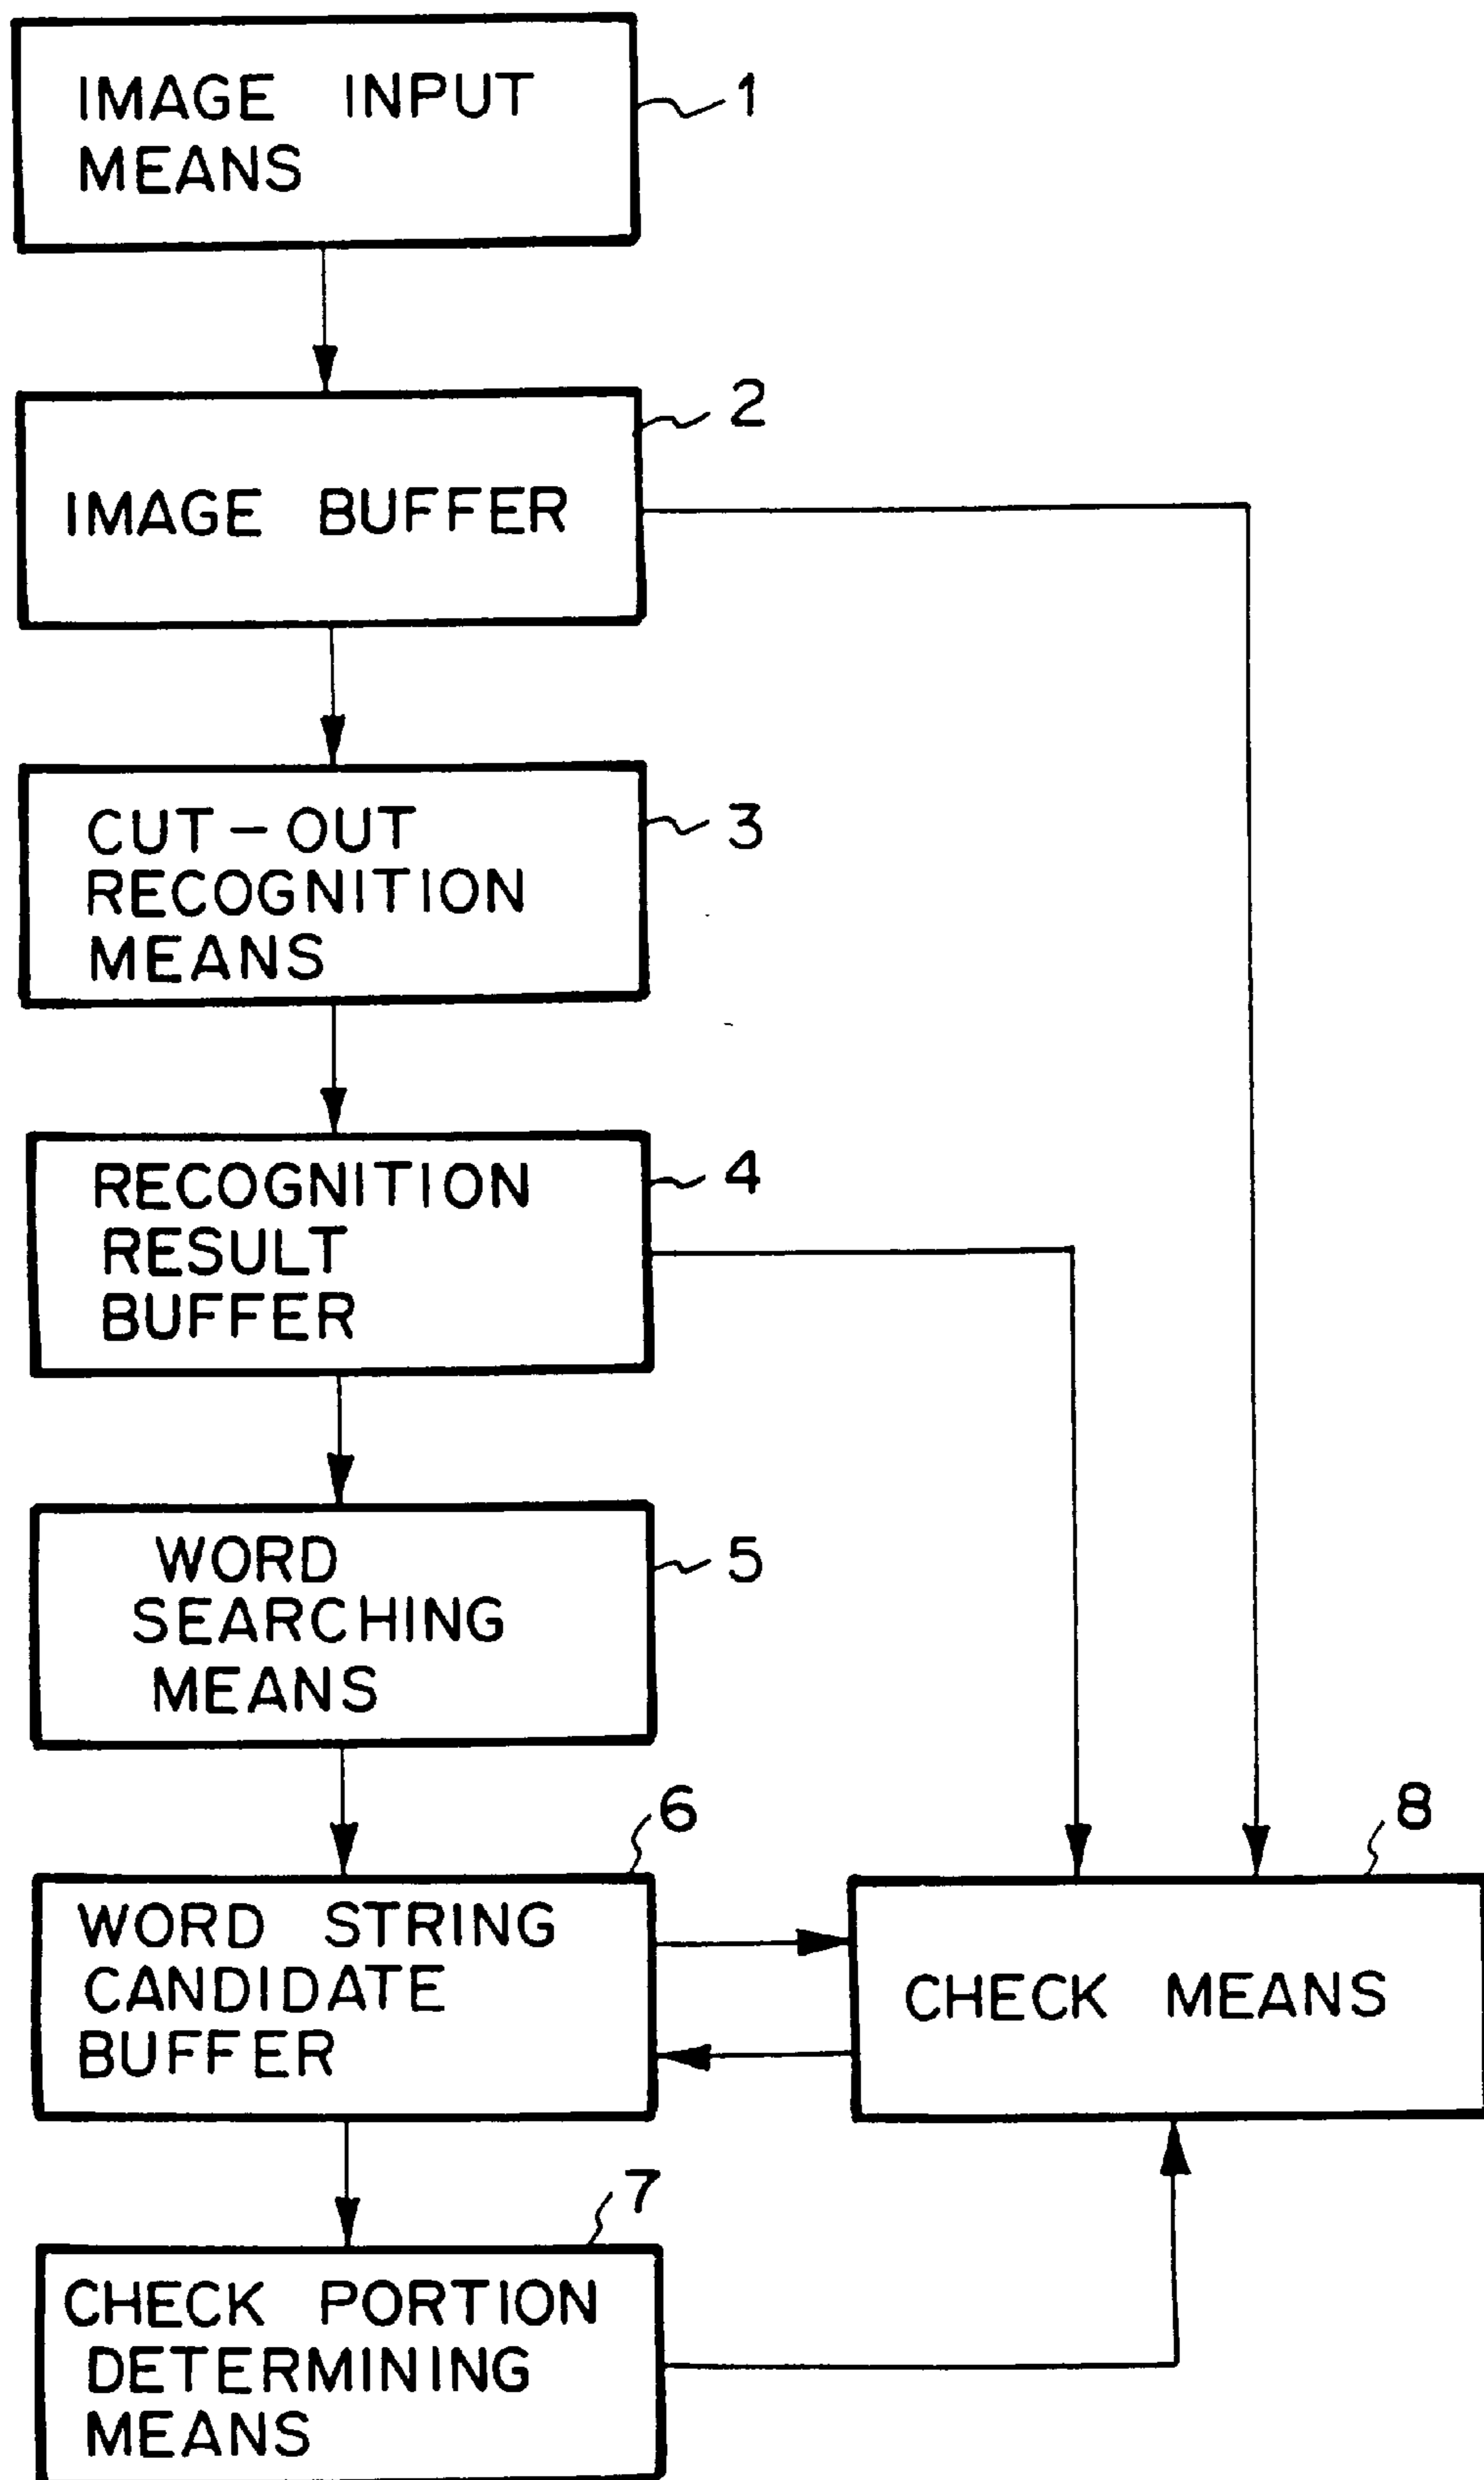 IMAGE INPUT
MEANS
1
IMAGE BUFFER
2
CUT-OUT
RECOGNITION
MEANS
3
RECOGNITION
RESULT
BUFFER
4
WORD
SEARCHING
MEANS
5
WORD STRING
CANDIDATE
BUFFER
6
CHECK MEANS
8
CHECK PORTION
DETERMINING
MEANS
7